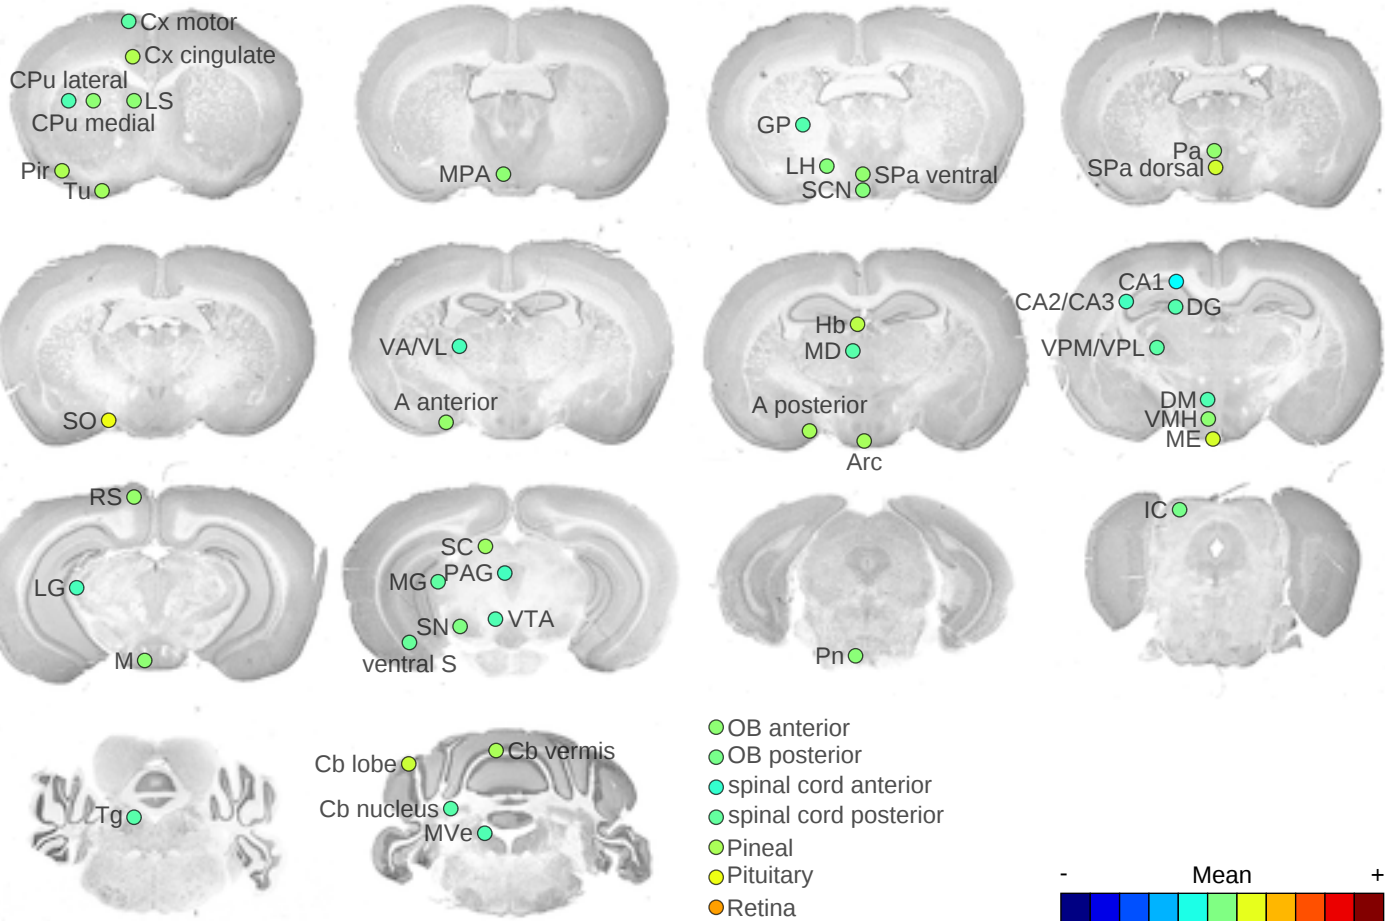 Cx motor
Cx cingulate
CPu lateral
LS
CPu medial
Pir
Tu
MPA
GP
LH
SPa ventral
SCN
Pa
SPa dorsal
SO
VA/VL
A anterior
Hb
MD
A posterior
Arc
CA1
CA2/CA3
DG
VPM/VPL
DM
VMH
ME
RS
LG
M
SC
MG
PAG
SN
VTA
ventral S
Pn
IC
Tg
Cb lobe
Cb vermis
Cb nucleus
MVe
OB anterior
OB posterior
spinal cord anterior
spinal cord posterior
Pineal
Pituitary
Retina
- Mean +